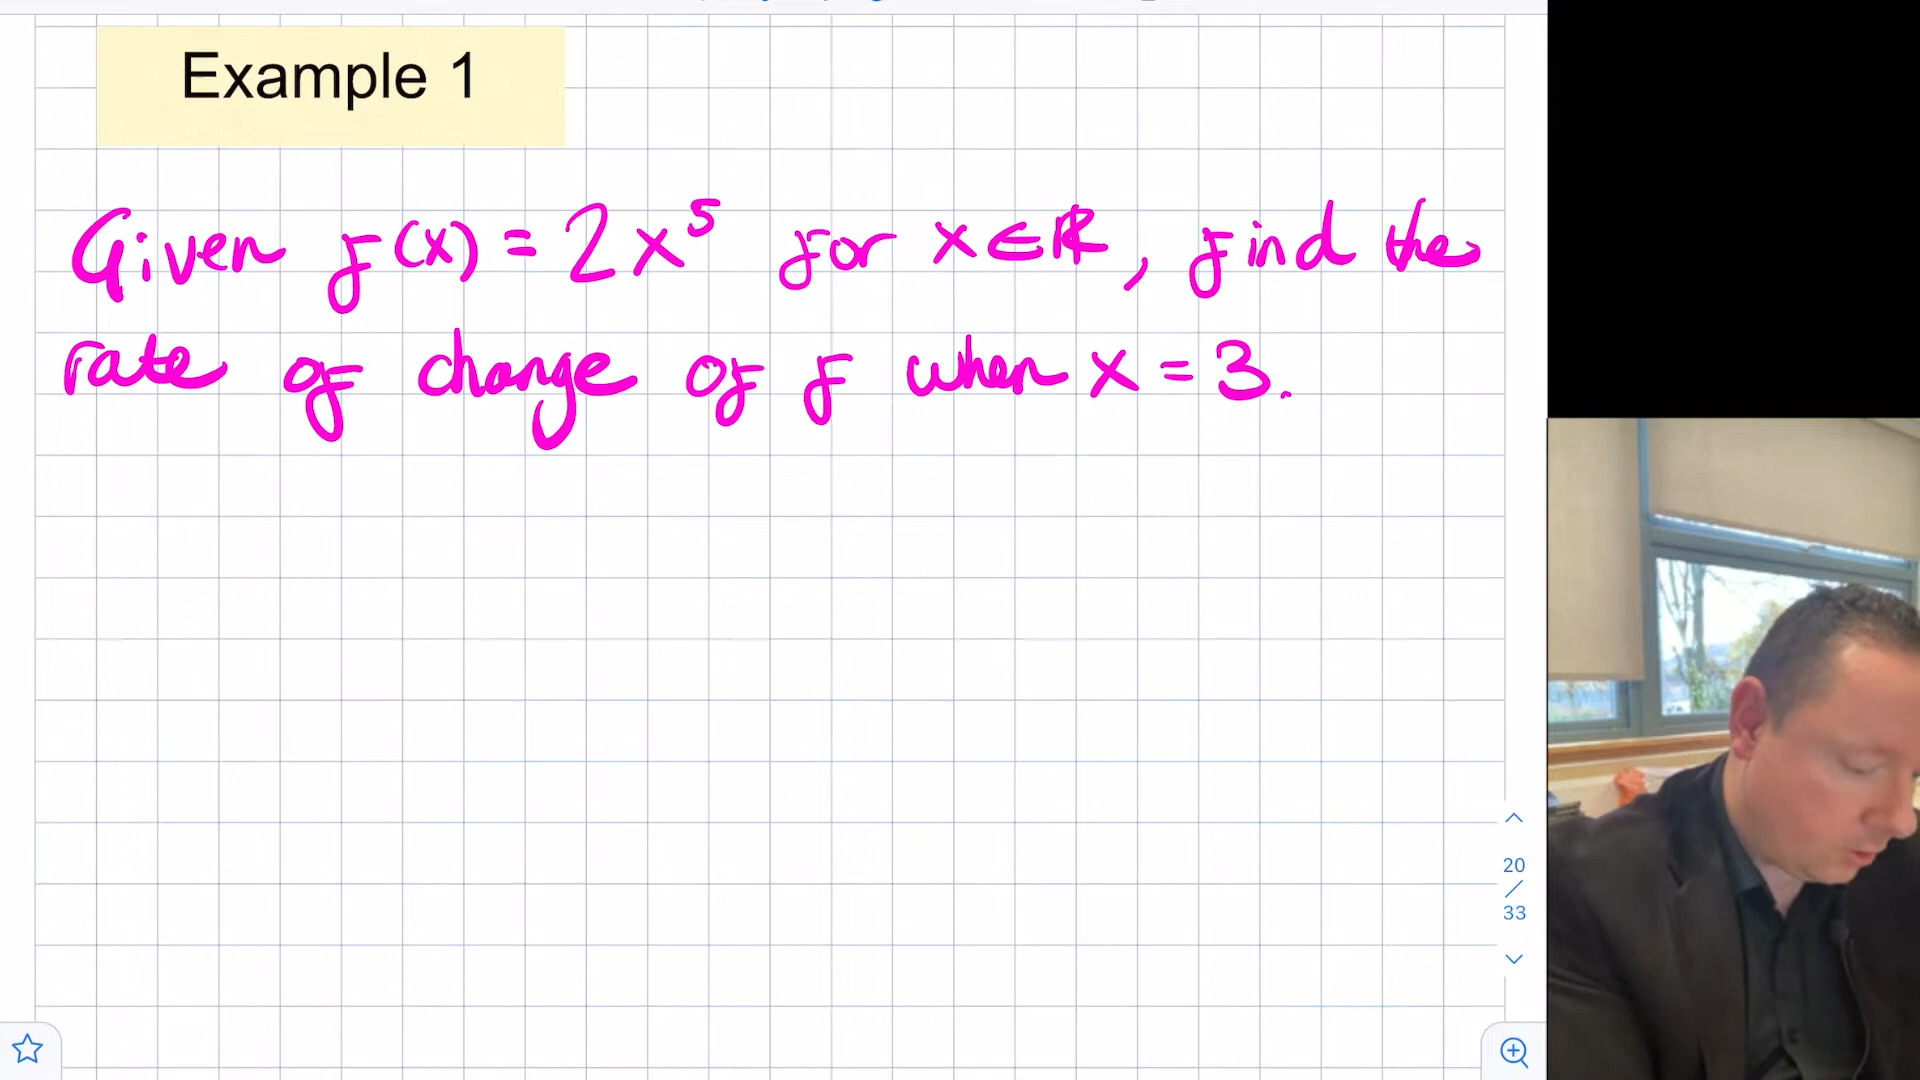 Example 1
Given f(x) = 2x⁵ for x ∈ ℝ, find the
rate of change of f when x = 3.
20
/
33